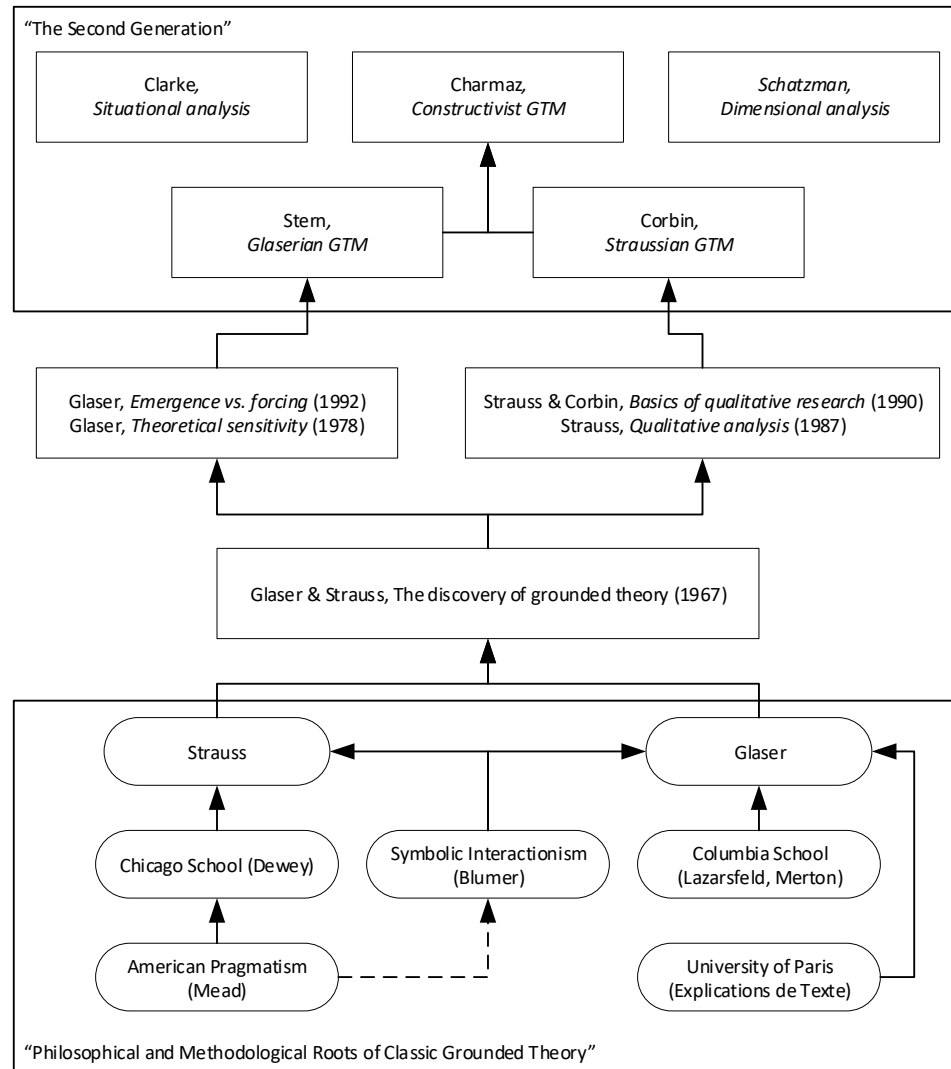 “The Second Generation”
Clarke,
Situational analysis
Charmaz,
Constructivist GTM
Schatzman,
Dimensional analysis
Stern,
Glaserian GTM
Corbin,
Straussian GTM
Glaser, Emergence vs. forcing (1992)
Glaser, Theoretical sensitivity (1978)
Strauss & Corbin, Basics of qualitative research (1990)
Strauss, Qualitative analysis (1987)
Glaser & Strauss, The discovery of grounded theory (1967)
Strauss
Glaser
Chicago School (Dewey)
Symbolic Interactionism
(Blumer)
Columbia School
(Lazarsfeld, Merton)
American Pragmatism
(Mead)
University of Paris
(Explications de Texte)
“Philosophical and Methodological Roots of Classic Grounded Theory”